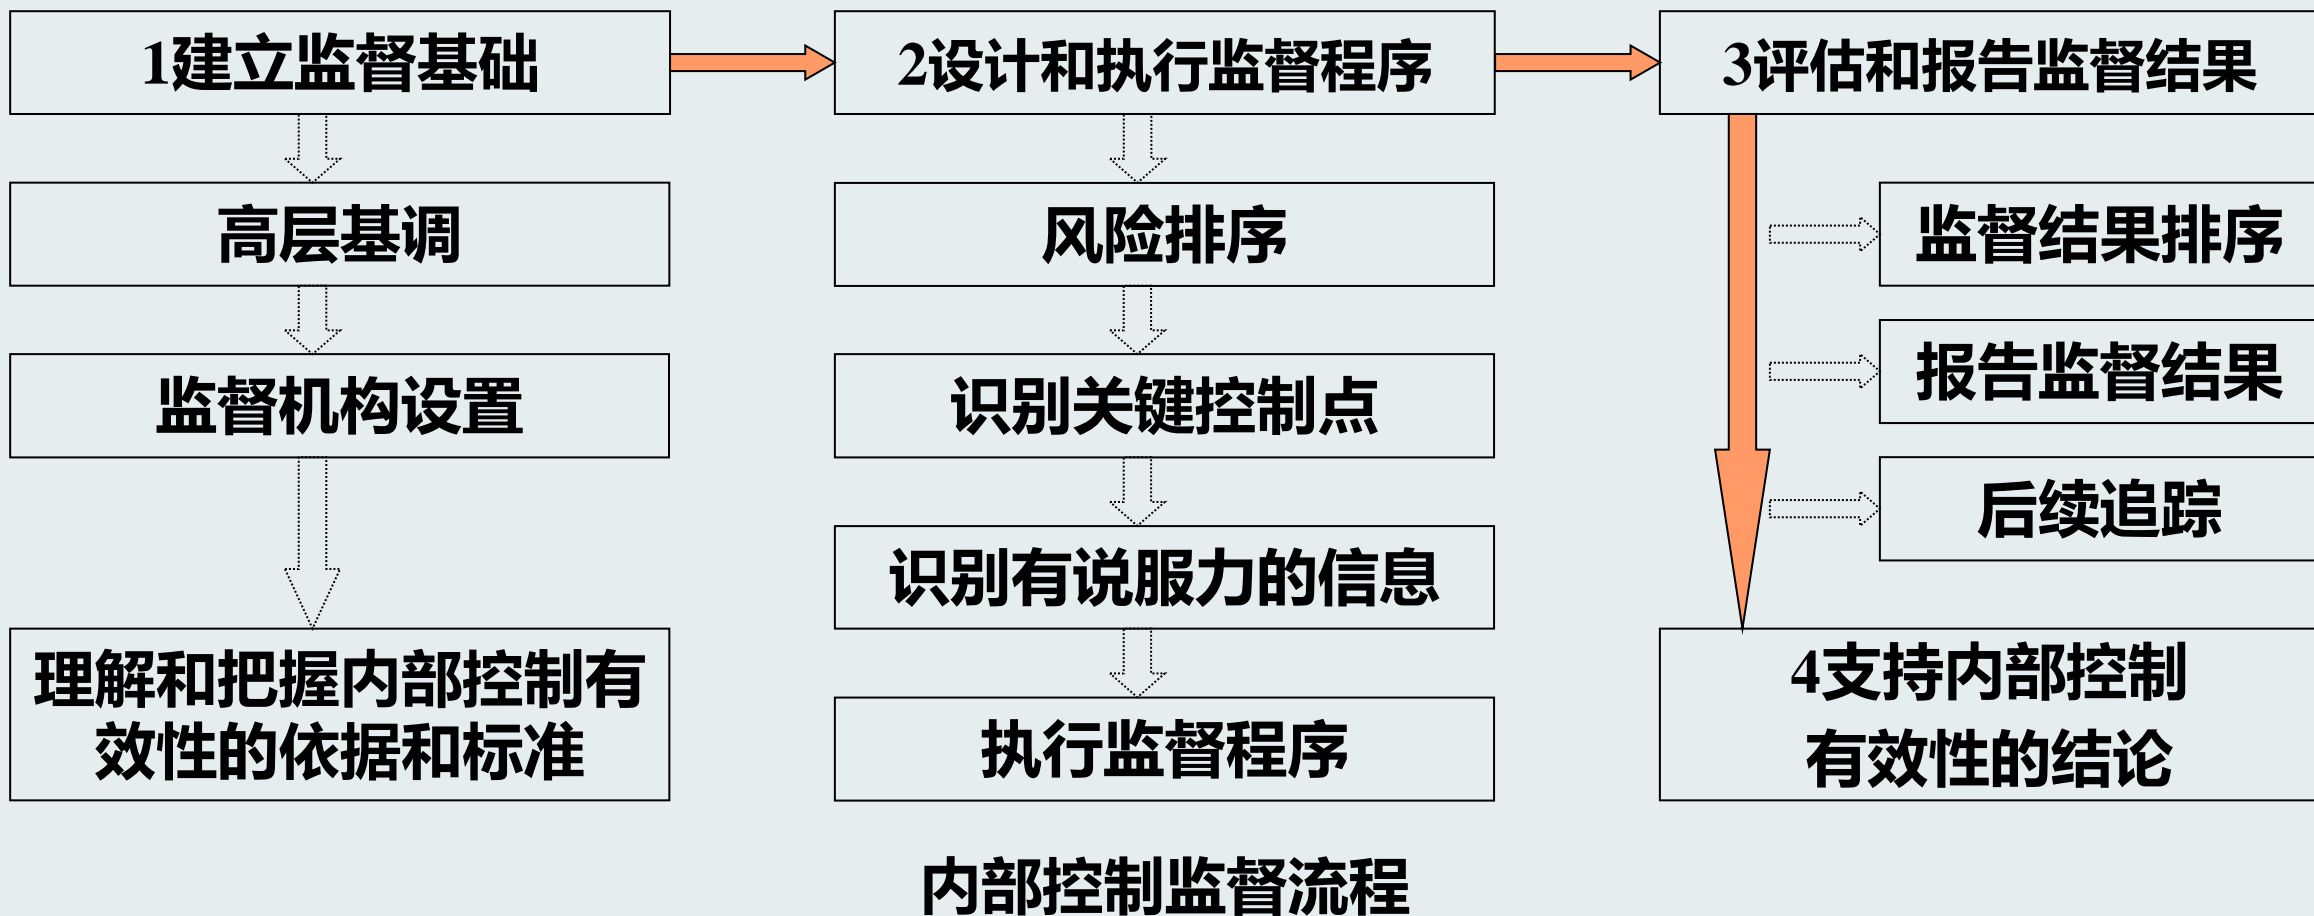 1建立监督基础
2设计和执行监督程序
3评估和报告监督结果
高层基调
风险排序
监督结果排序
监督机构设置
识别关键控制点
报告监督结果
后续追踪
识别有说服力的信息
理解和把握内部控制有
效性的依据和标准
执行监督程序
4支持内部控制
有效性的结论
内部控制监督流程